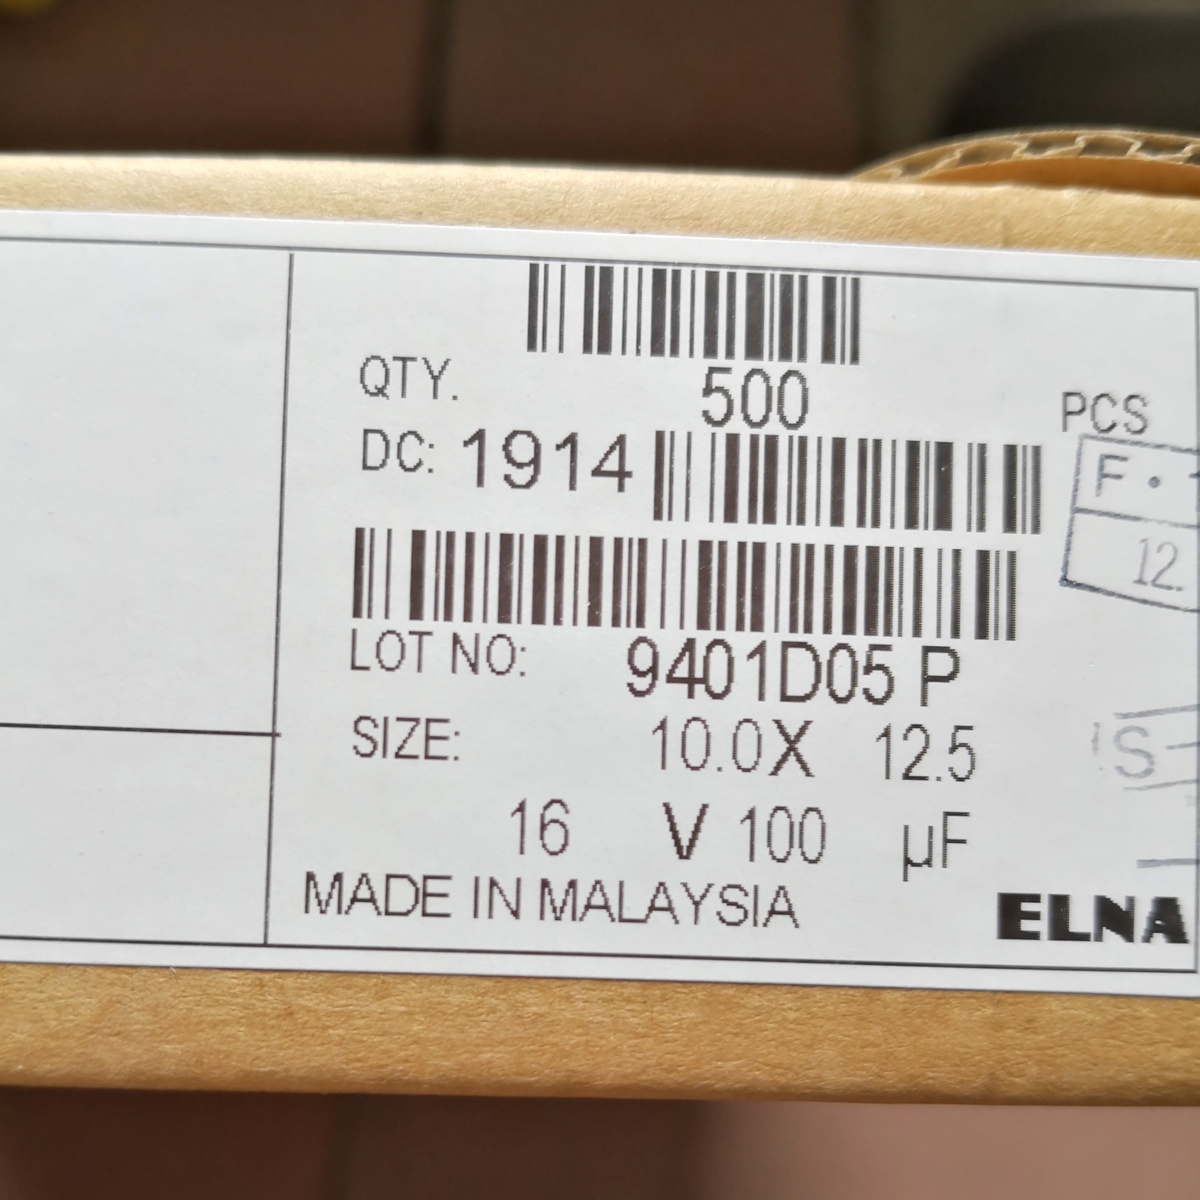 QTY. 500 PCS
DC: 1914
LOT NO: 9401D05 P
SIZE: 10.0X 12.5
16 V 100 µF
MADE IN MALAYSIA
ELNA
F.
12.
S